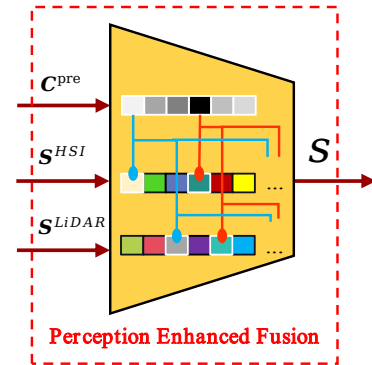 C^pre
S^HSI
S
...
S^LiDAR
...
Perception Enhanced Fusion